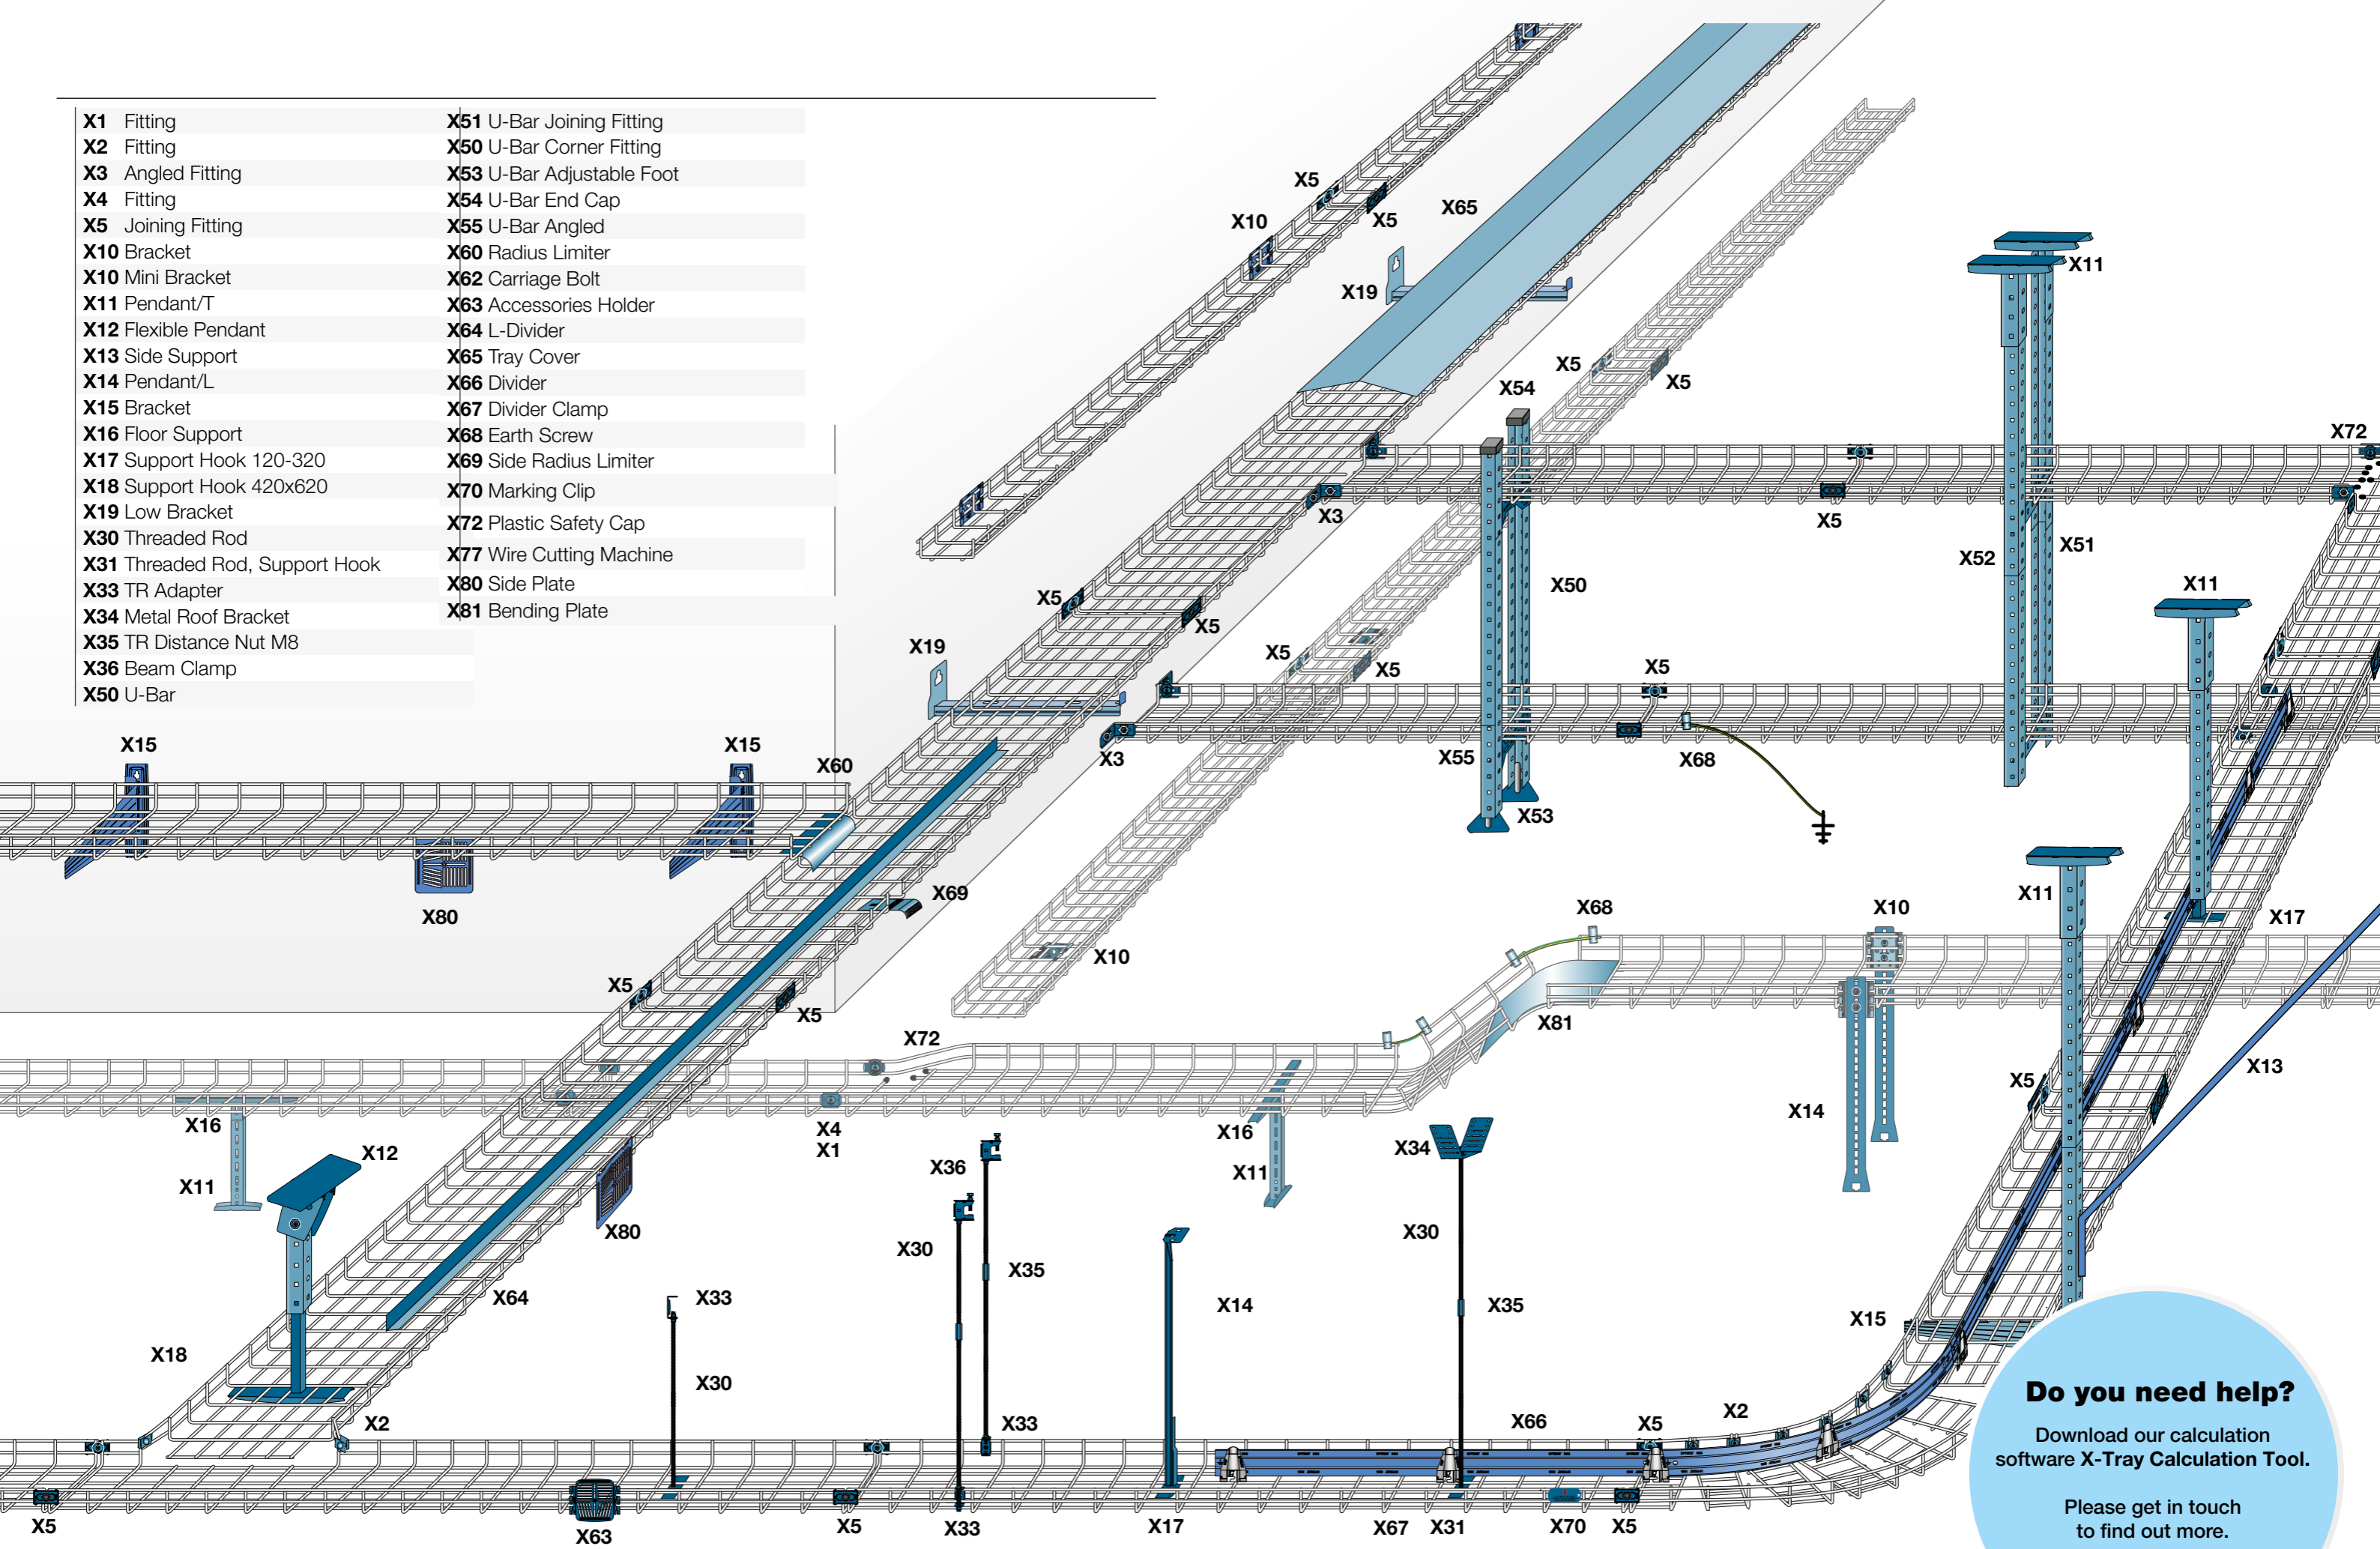 X1 Fitting
X2 Fitting
X3 Angled Fitting
X4 Fitting
X5 Joining Fitting
X10 Bracket
X10 Mini Bracket
X11 Pendant/T
X12 Flexible Pendant
X13 Side Support
X14 Pendant/L
X15 Bracket
X16 Floor Support
X17 Support Hook 120-320
X18 Support Hook 420x620
X19 Low Bracket
X30 Threaded Rod
X31 Threaded Rod, Support Hook
X33 TR Adapter
X34 Metal Roof Bracket
X35 TR Distance Nut M8
X36 Beam Clamp
X50 U-Bar
X51 U-Bar Joining Fitting
X50 U-Bar Corner Fitting
X53 U-Bar Adjustable Foot
X54 U-Bar End Cap
X55 U-Bar Angled
X60 Radius Limiter
X62 Carriage Bolt
X63 Accessories Holder
X64 L-Divider
X65 Tray Cover
X66 Divider
X67 Divider Clamp
X68 Earth Screw
X69 Side Radius Limiter
X70 Marking Clip
X72 Plastic Safety Cap
X77 Wire Cutting Machine
X80 Side Plate
X81 Bending Plate
X5
X5
X10
X65
X19
X11
X5
X5
X54
X72
X3
X5
X52
X51
X50
X11
X5
X5
X19
X5
X5
X5
X15
X15
X60
X3
X55
X68
X53
X80
X69
X11
X68
X10
X17
X10
X5
X5
X81
X72
X13
X5
X16
X4
X1
X16
X14
X12
X11
X36
X11
X34
X80
X30
X30
X35
X64
X33
X14
X35
X15
X18
X30
X2
X33
X66
X5
X2
X5
X63
X5
X33
X17
X67
X31
X70
X5
Do you need help?
Download our calculation
software X-Tray Calculation Tool.
Please get in touch
to find out more.